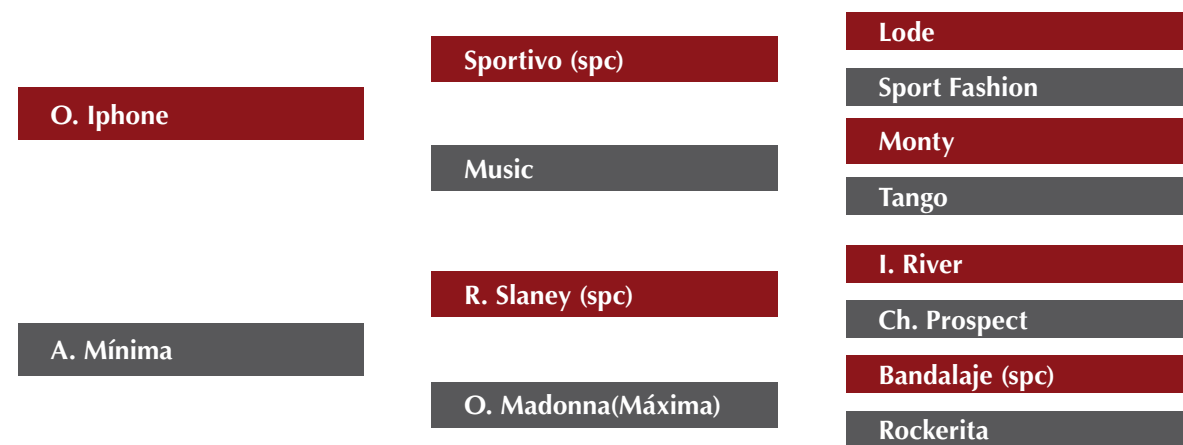 O. Iphone
A. Mínima
Sportivo (spc)
Music
R. Slaney (spc)
O. Madonna(Máxima)
Lode
Sport Fashion
Monty
Tango
I. River
Ch. Prospect
Bandalaje (spc)
Rockerita